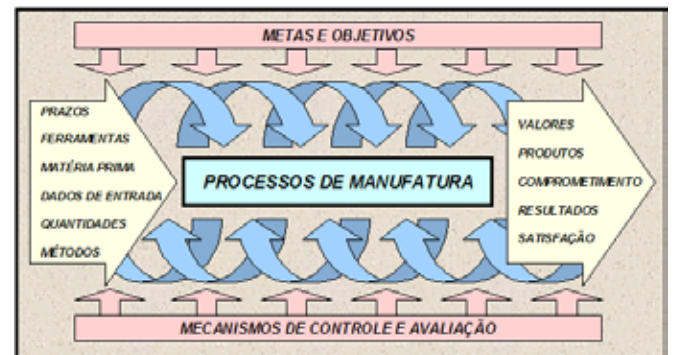 METAS E OBJETIVOS
PRAZOS
FERRAMENTAS
MATÉRIA PRIMA
DADOS DE ENTRADA
QUANTIDADES
MÉTODOS
PROCESSOS DE MANUFATURA
VALORES
PRODUTOS
COMPROMETIMENTO
RESULTADOS
SATISFAÇÃO
MECANISMOS DE CONTROLE E AVALIAÇÃO